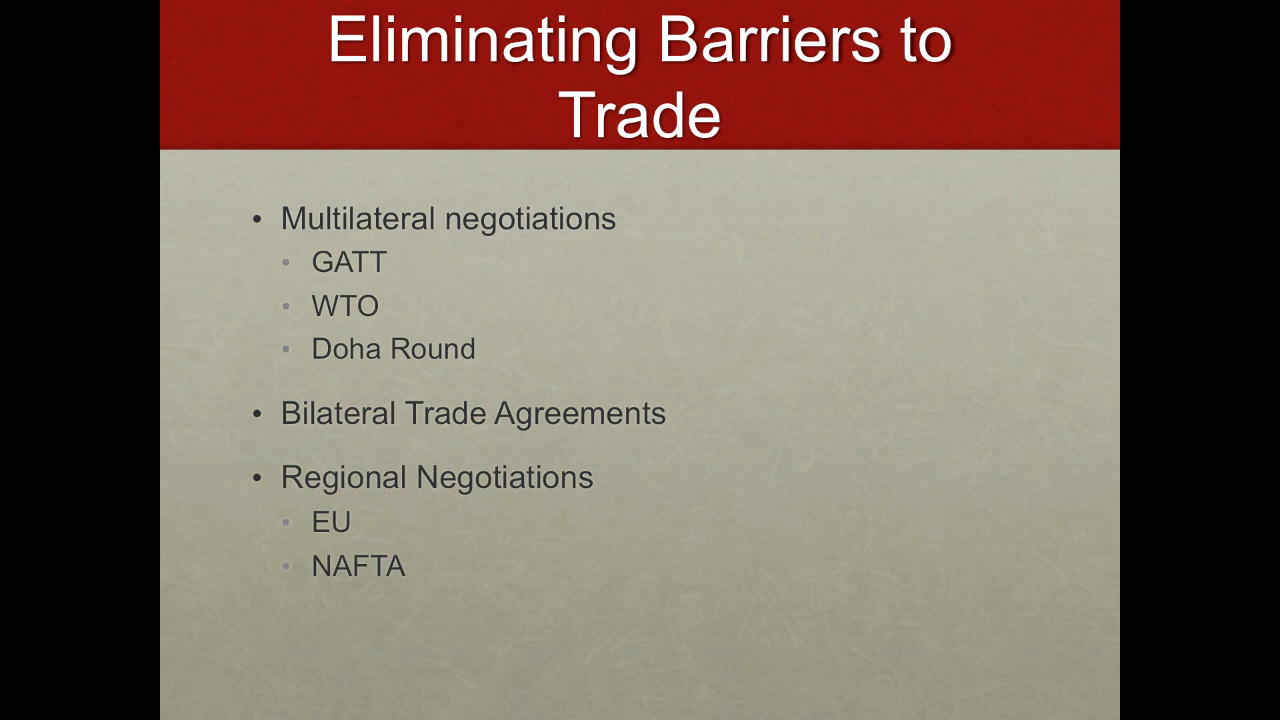 Eliminating Barriers to
Trade
• Multilateral negotiations
• GATT
• WTO
• Doha Round
• Bilateral Trade Agreements
• Regional Negotiations
• EU
• NAFTA